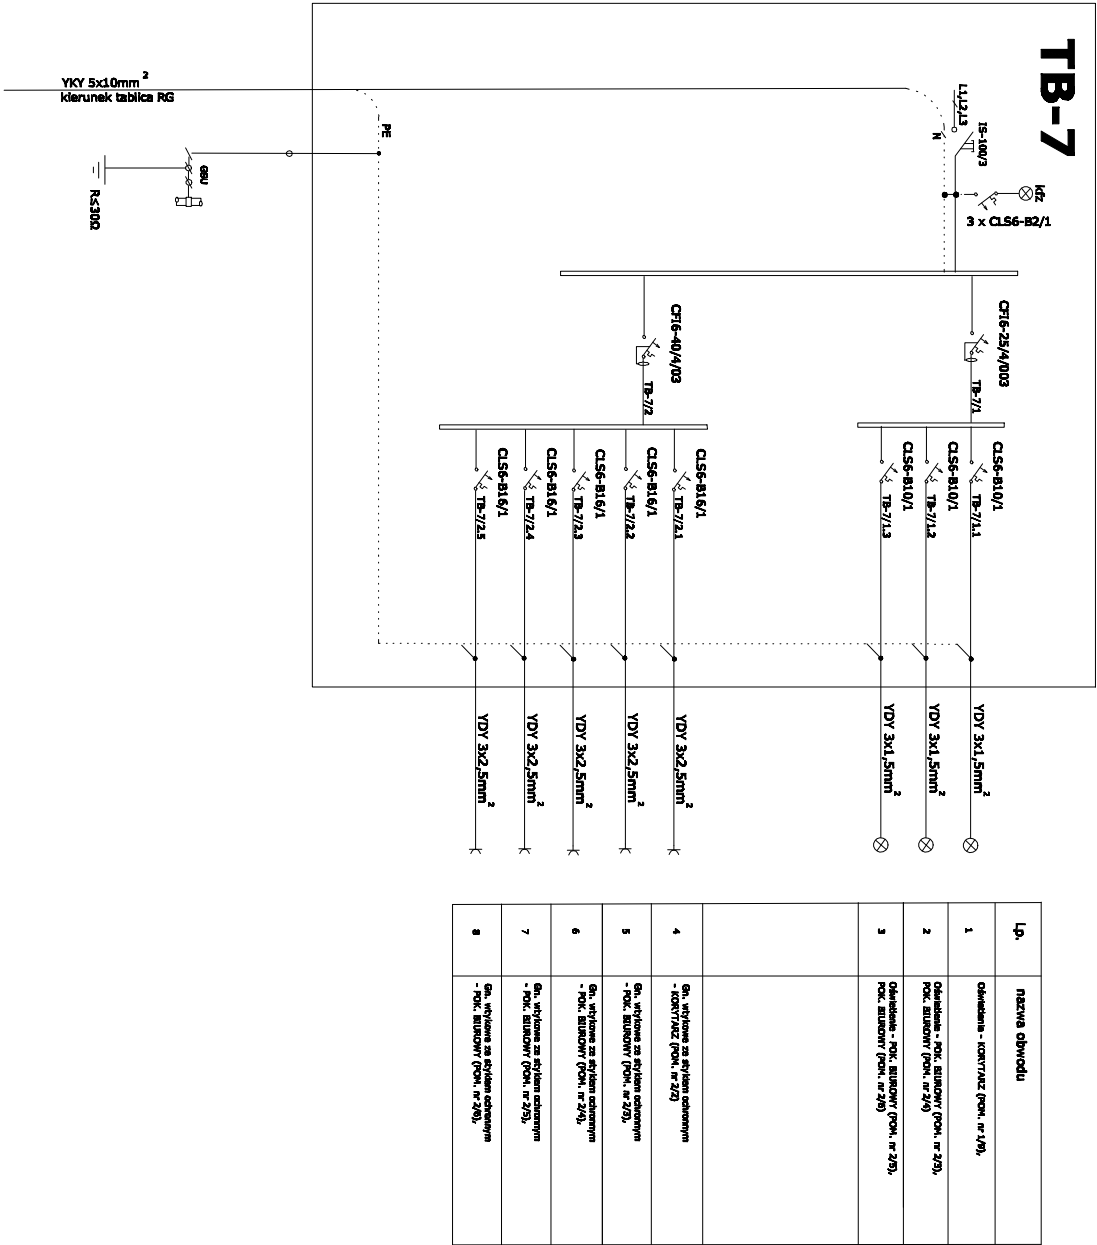 TB-7
YKY 5x10mm 2
kierunek tablica RG
PE
GSU
R≤30Ω
L1,L2,L3
N
IS-100/3
kfz
3 x CLS6-B2/1
CFI6-25/4/003
TB-7/1
CFI6-40/4/03
TB-7/2
CLS6-B10/1
TB-7/1.1
CLS6-B10/1
TB-7/1.2
CLS6-B10/1
TB-7/1.3
CLS6-B16/1
TB-7/2.1
CLS6-B16/1
TB-7/2.2
CLS6-B16/1
TB-7/2.3
CLS6-B16/1
TB-7/2.4
CLS6-B16/1
TB-7/2.5
YDY 3x1,5mm 2
YDY 3x1,5mm 2
YDY 3x1,5mm 2
YDY 3x2,5mm 2
YDY 3x2,5mm 2
YDY 3x2,5mm 2
YDY 3x2,5mm 2
YDY 3x2,5mm 2
Lp. nazwa obwodu
1 Oświetlenie - KORYTARZ (POM. nr 1/9),
2 Oświetlenie - POK. BIUROWY (POM. nr 2/3),
POK. BIUROWY (POM. nr 2/4)
3 Oświetlenie - POK. BIUROWY (POM. nr 2/5),
POK. BIUROWY (POM. nr 2/6)
4 Gn. wtykowe ze stykiem ochronnym
- KORYTARZ (POM. nr 2/2)
5 Gn. wtykowe ze stykiem ochronnym
- POK. BIUROWY (POM. nr 2/3),
6 Gn. wtykowe ze stykiem ochronnym
- POK. BIUROWY (POM. nr 2/4),
7 Gn. wtykowe ze stykiem ochronnym
- POK. BIUROWY (POM. nr 2/5),
8 Gn. wtykowe ze stykiem ochronnym
- POK. BIUROWY (POM. nr 2/6),